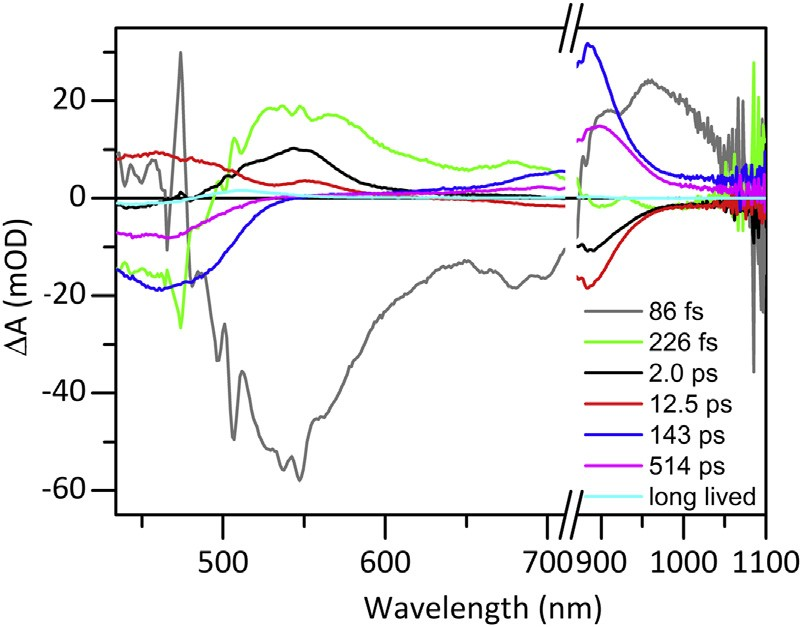 ΔA (mOD)
20
0
-20
-40
-60
86 fs
226 fs
2.0 ps
12.5 ps
143 ps
514 ps
long lived
500 600 700 900 1000 1100
Wavelength (nm)